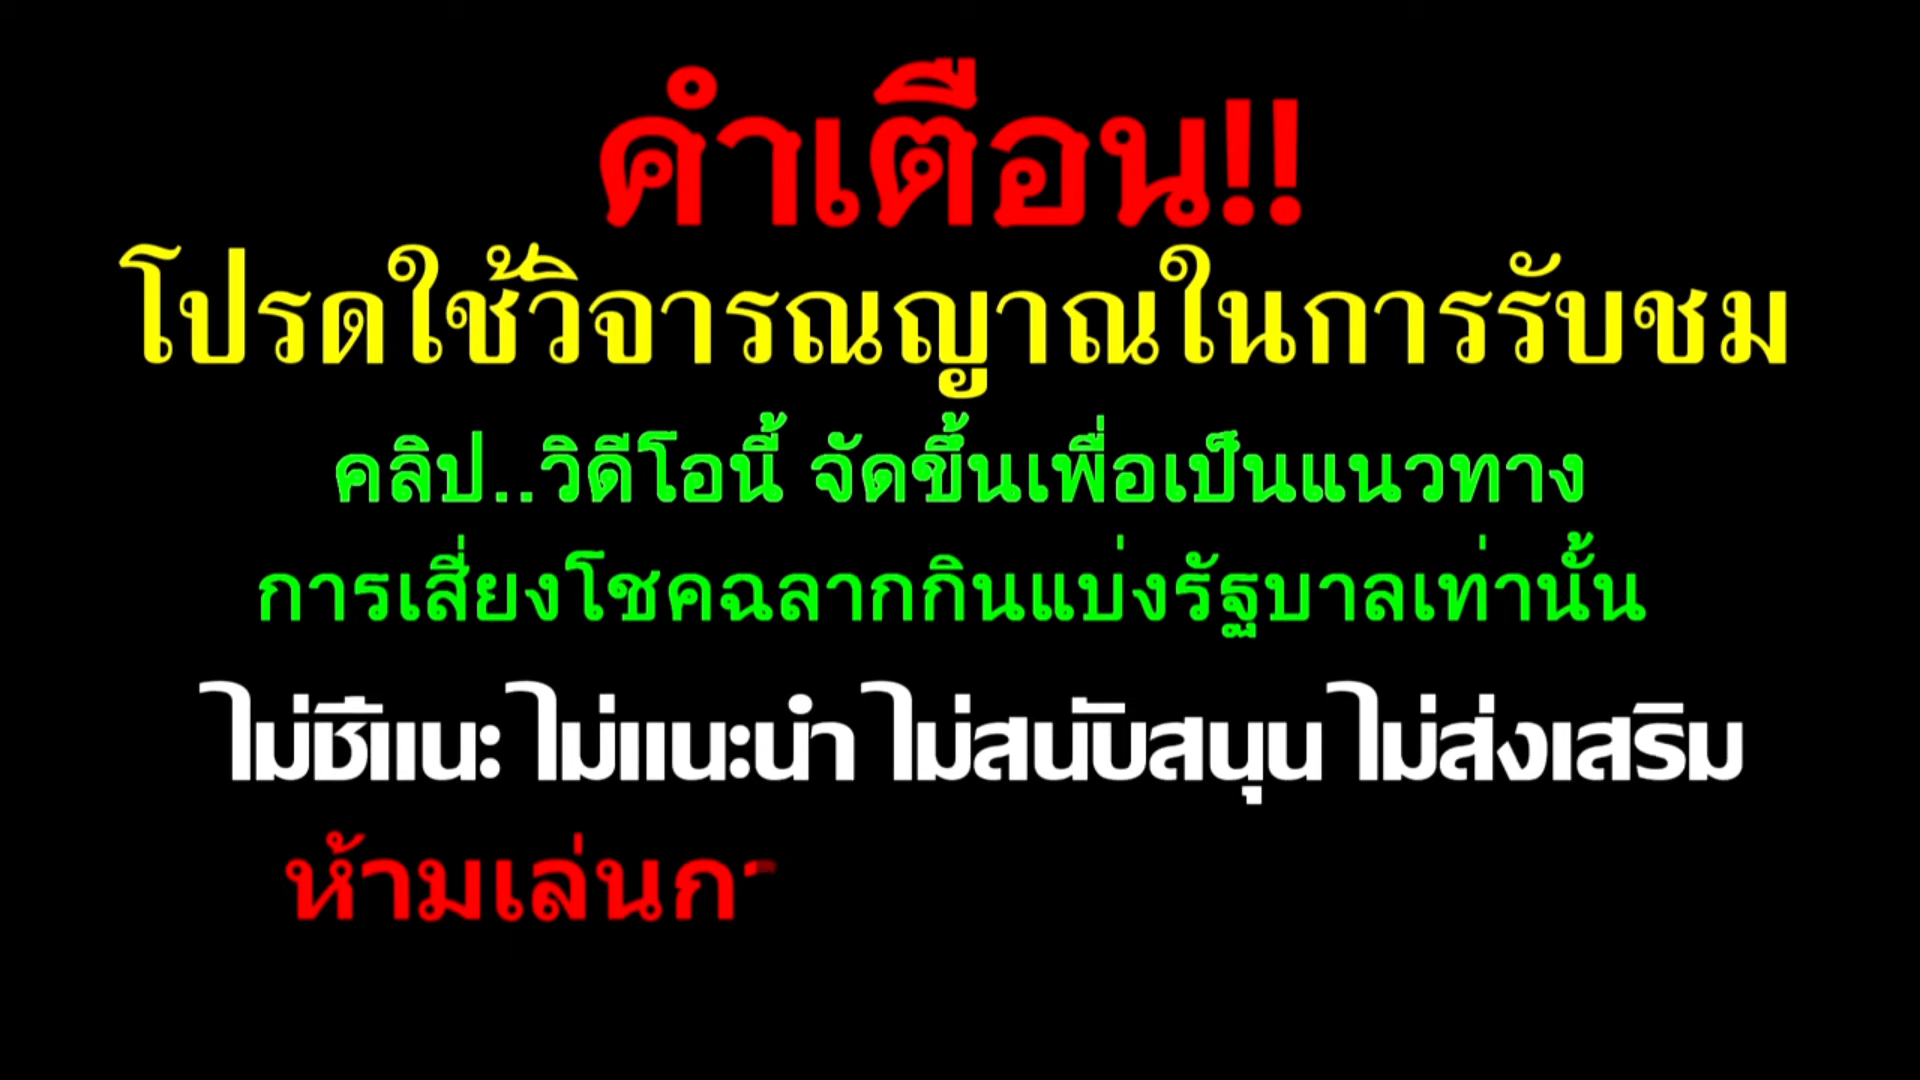 คำเตือน!!
โปรดใช้วิจารณญาณในการรับชม
คลิป..วิดีโอนี้ จัดขึ้นเพื่อเป็นแนวทาง
การเสี่ยงโชคฉลากกินแบ่งรัฐบาลเท่านั้น
ไม่ชี้แนะ ไม่แนะนำ ไม่สนับสนุน ไม่ส่งเสริม
ห้ามเล่นก